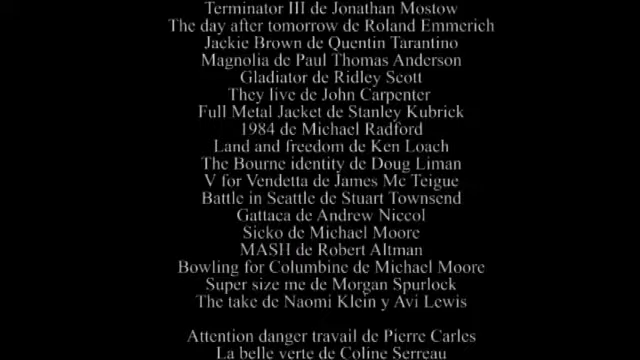 Terminator III de Jonathan Mostow
The day after tomorrow de Roland Emmerich
Jackie Brown de Quentin Tarantino
Magnolia de Paul Thomas Anderson
Gladiator de Ridley Scott
They live de John Carpenter
Full Metal Jacket de Stanley Kubrick
1984 de Michael Radford
Land and freedom de Ken Loach
The Bourne identity de Doug Liman
V for Vendetta de James Mc Teigue
Battle in Seattle de Stuart Townsend
Gattaca de Andrew Niccol
Sicko de Michael Moore
MASH de Robert Altman
Bowling for Columbine de Michael Moore
Super size me de Morgan Spurlock
The take de Naomi Klein y Avi Lewis
Attention danger travail de Pierre Carles
La belle verte de Coline Serreau